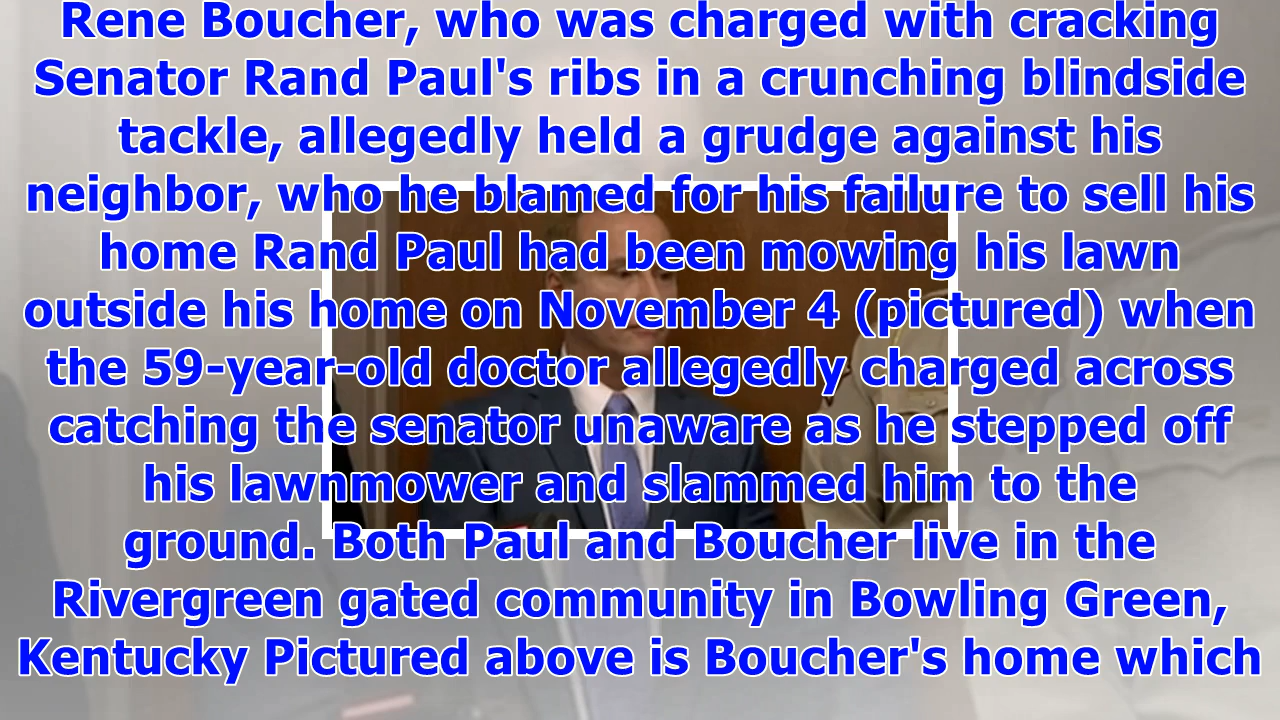 Rene Boucher, who was charged with cracking
Senator Rand Paul's ribs in a crunching blindside
tackle, allegedly held a grudge against his
neighbor, who he blamed for his failure to sell his
home Rand Paul had been mowing his lawn
outside his home on November 4 (pictured) when
the 59-year-old doctor allegedly charged across
catching the senator unaware as he stepped off
his lawnmower and slammed him to the
ground. Both Paul and Boucher live in the
Rivergreen gated community in Bowling Green,
Kentucky Pictured above is Boucher's home which